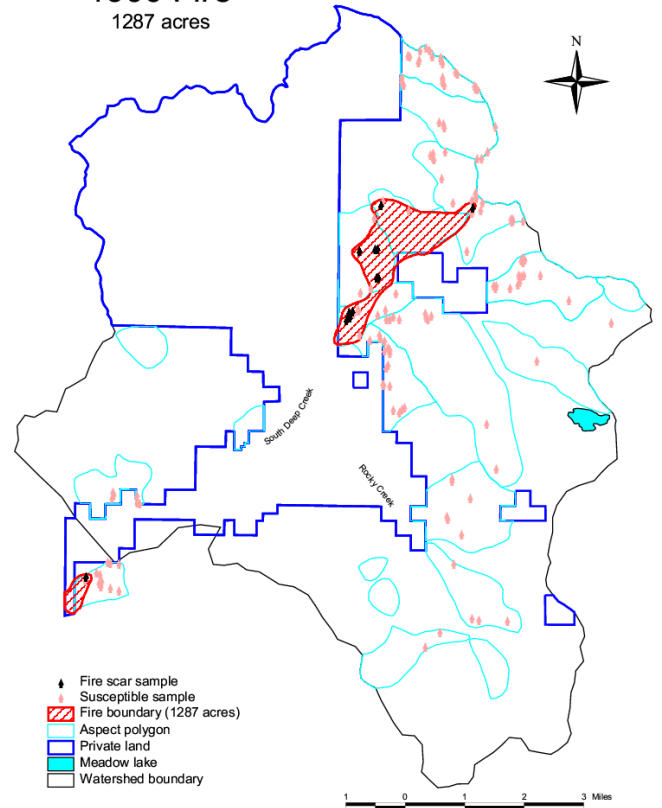 1287 acres
N
South Deep Creek
Rocky Creek
Fire scar sample
Susceptible sample
Fire boundary (1287 acres)
Aspect polygon
Private land
Meadow lake
Watershed boundary
1 0 1 2 3 Miles